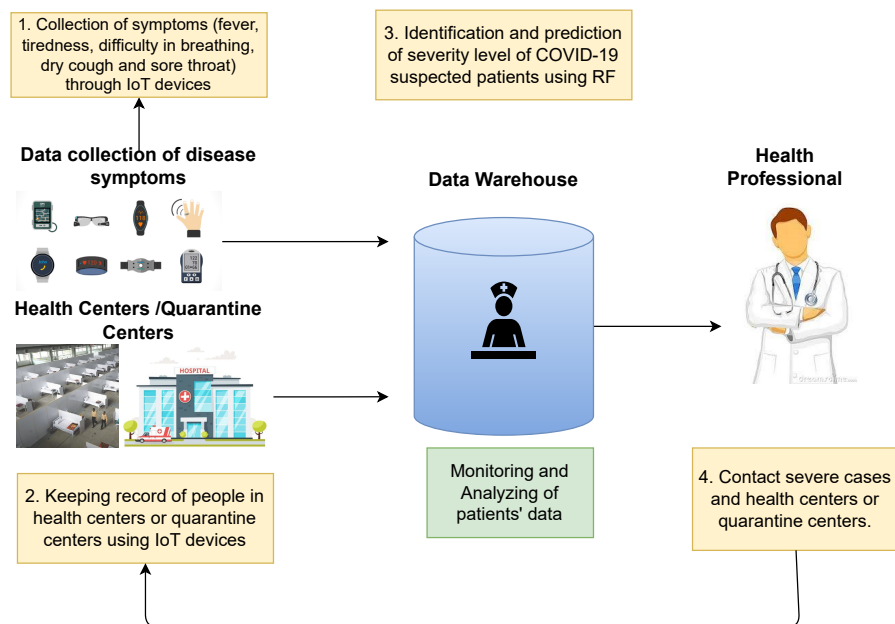 1. Collection of symptoms (fever,
tiredness, difficulty in breathing,
dry cough and sore throat)
through IoT devices
3. Identification and prediction
of severity level of COVID-19
suspected patients using RF
Data collection of disease
symptoms
Data Warehouse
Health
Professional
Health Centers /Quarantine
Centers
HOSPITAL
2. Keeping record of people in
health centers or quarantine
centers using IoT devices
Monitoring and
Analyzing of
patients' data
4. Contact severe cases
and health centers or
quarantine centers.